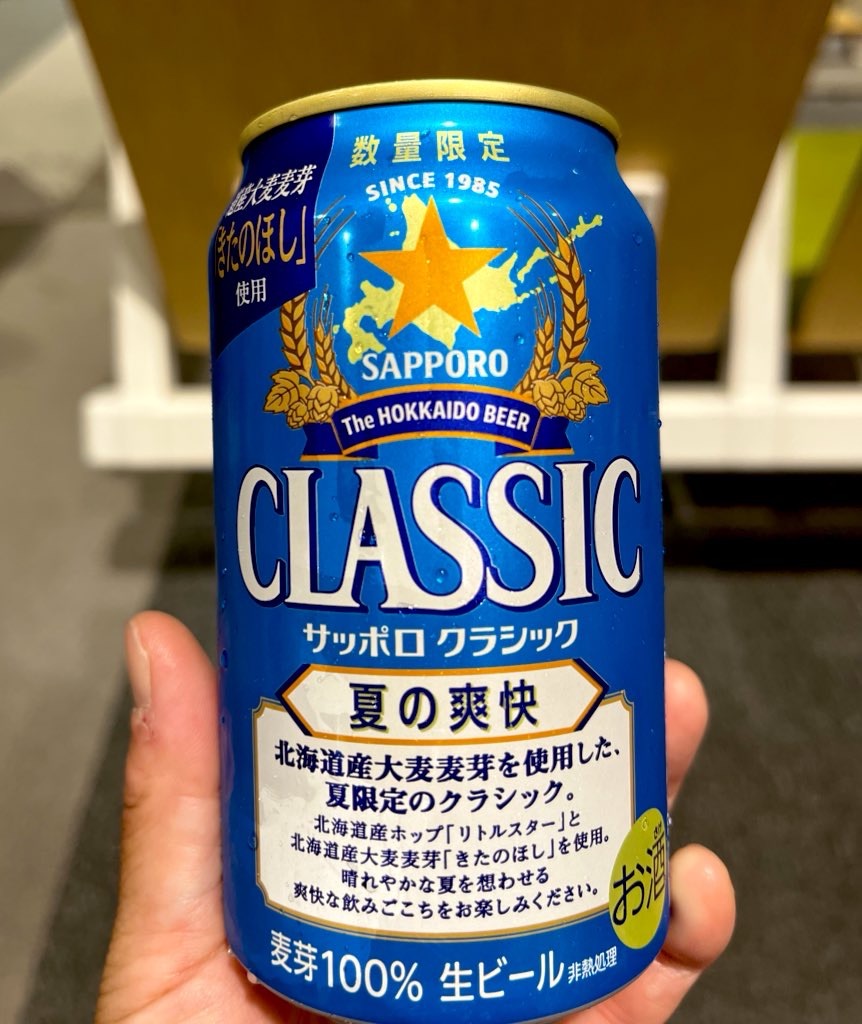 数量限定
SINCE 1985
産大麦麦芽
「きたのほし」
使用
SAPPORO
The HOKKAIDO BEER
CLASSIC
サッポロ クラシック
夏の爽快
北海道産大麦麦芽を使用した、
夏限定のクラシック。
北海道産ホップ「リトルスター」と
北海道産大麦麦芽「きたのほし」を使用。
晴れやかな夏を想わせる
爽快な飲みごこちをお楽しみください。
お酒
麦芽100% 生ビール 非熱処理